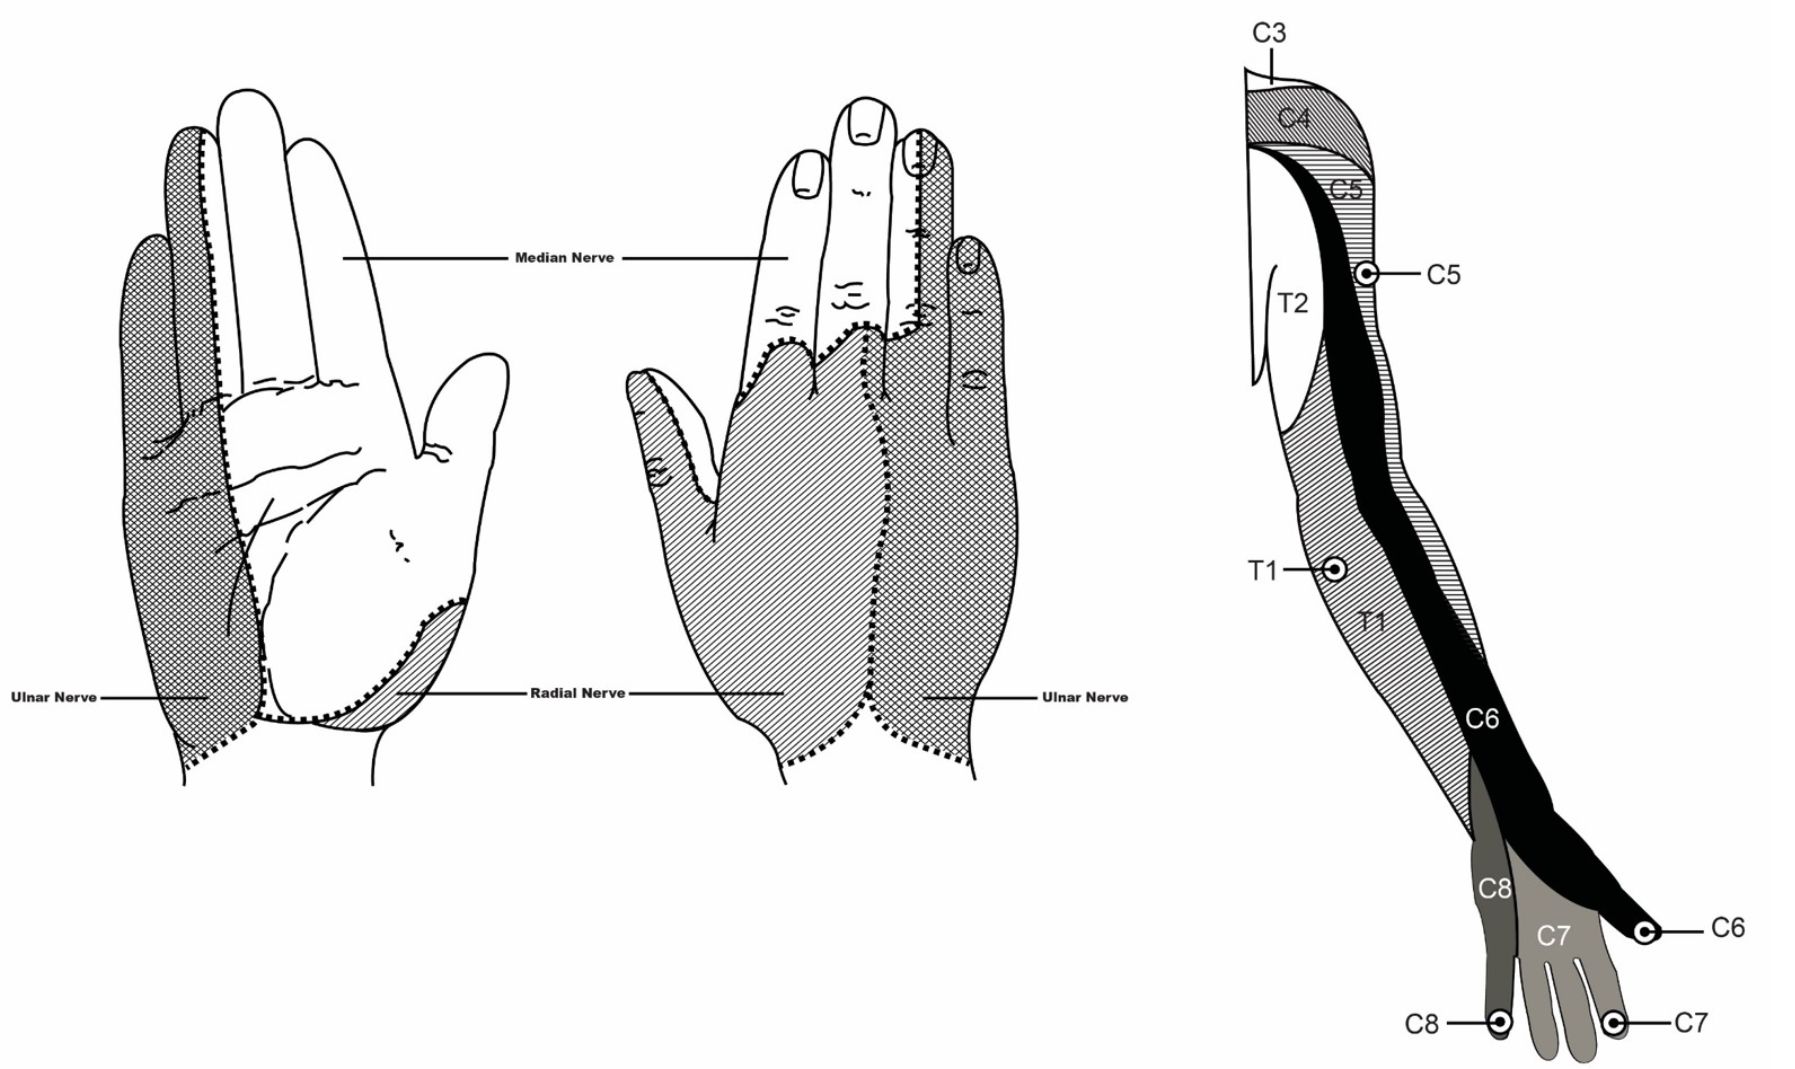 Median Nerve
Ulnar Nerve
Radial Nerve
Ulnar Nerve
C3
C4
C5
C5
T2
T1
T1
C6
C8
C7
C6
C8
C7